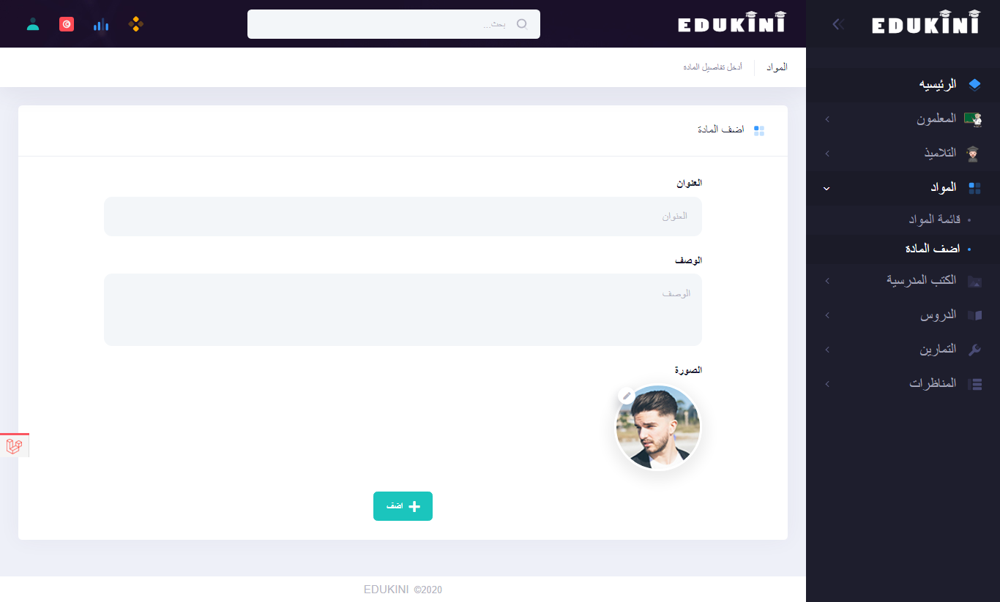 EDUKINI
EDUKINI
بحث...
المواد
أدخل تفاصيل المادة
الرئيسيه
المعلمون
التلاميذ
المواد
قائمة المواد
اضف المادة
الكتب المدرسية
الدروس
التمارين
المناظرات
اضف المادة
العنوان
العنوان
الوصف
الوصف
الصورة
اضف
EDUKINI ©2020